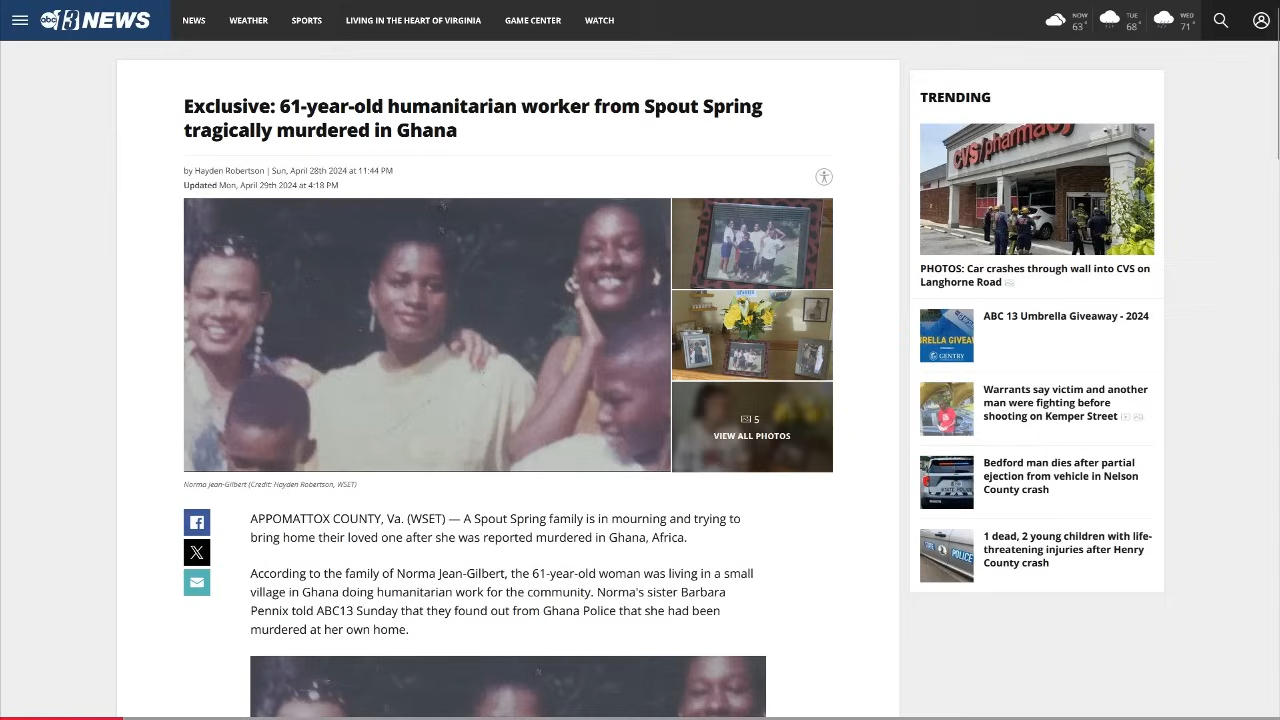 abc 13 NEWS
NEWS
WEATHER
SPORTS
LIVING IN THE HEART OF VIRGINIA
GAME CENTER
WATCH
NOW
63°
TUE
68°
WED
71°
Exclusive: 61-year-old humanitarian worker from Spout Spring
tragically murdered in Ghana
by Hayden Robertson | Sun, April 28th 2024 at 11:44 PM
Updated Mon, April 29th 2024 at 4:18 PM
5
VIEW ALL PHOTOS
Norma Jean-Gilbert (Credit: Hayden Robertson, WSET)
APPOMATTOX COUNTY, Va. (WSET) — A Spout Spring family is in mourning and trying to
bring home their loved one after she was reported murdered in Ghana, Africa.
According to the family of Norma Jean-Gilbert, the 61-year-old woman was living in a small
village in Ghana doing humanitarian work for the community. Norma's sister Barbara
Pennix told ABC13 Sunday that they found out from Ghana Police that she had been
murdered at her own home.
TRENDING
CVS/pharmacy
PHOTOS: Car crashes through wall into CVS on
Langhorne Road
BRELLA GIVEA
GENTRY
ABC 13 Umbrella Giveaway - 2024
Warrants say victim and another
man were fighting before
shooting on Kemper Street
Bedford man dies after partial
ejection from vehicle in Nelson
County crash
POLICE
1 dead, 2 young children with life-
threatening injuries after Henry
County crash